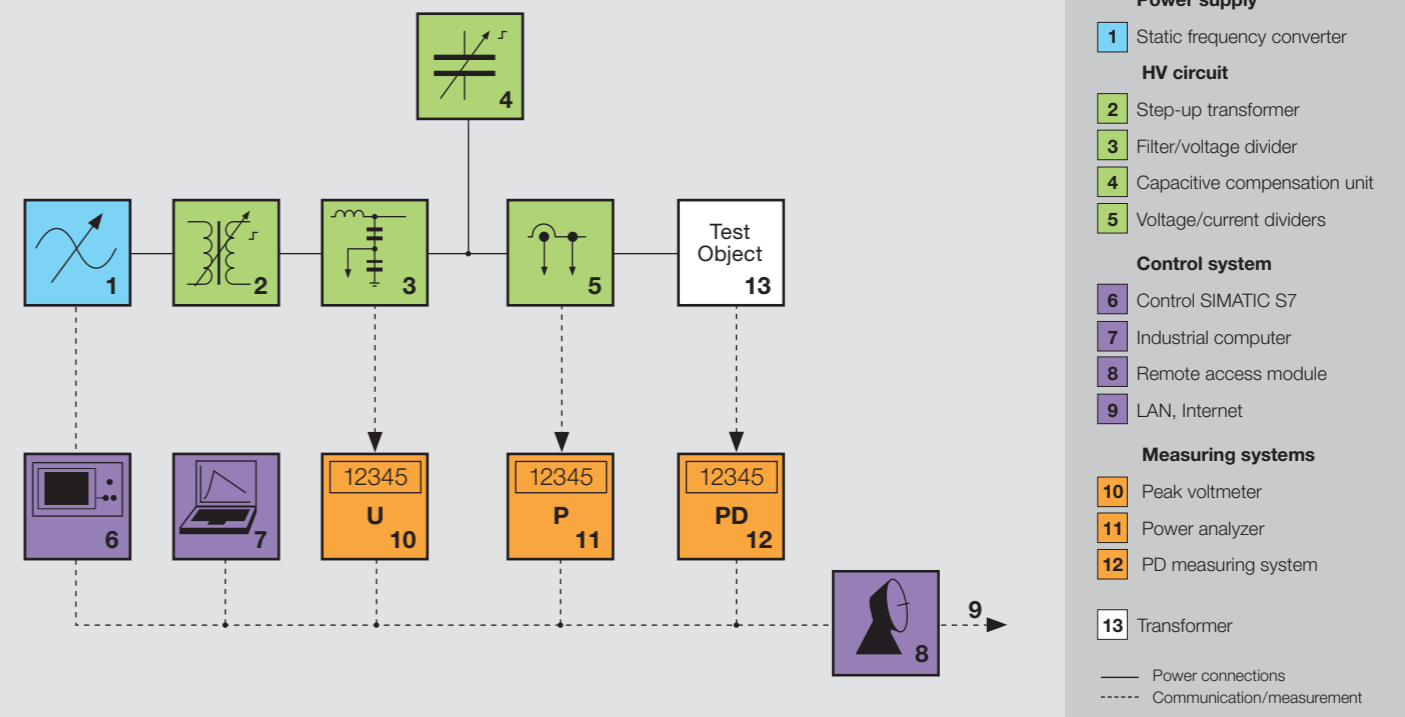 4
1
2
3
5
Test
Object
13
6
7
12345
U
10
12345
P
11
12345
PD
12
8
9
Power supply
1 Static frequency converter
HV circuit
2 Step-up transformer
3 Filter/voltage divider
4 Capacitive compensation unit
5 Voltage/current dividers
Control system
6 Control SIMATIC S7
7 Industrial computer
8 Remote access module
9 LAN, Internet
Measuring systems
10 Peak voltmeter
11 Power analyzer
12 PD measuring system
13 Transformer
Power connections
Communication/measurement